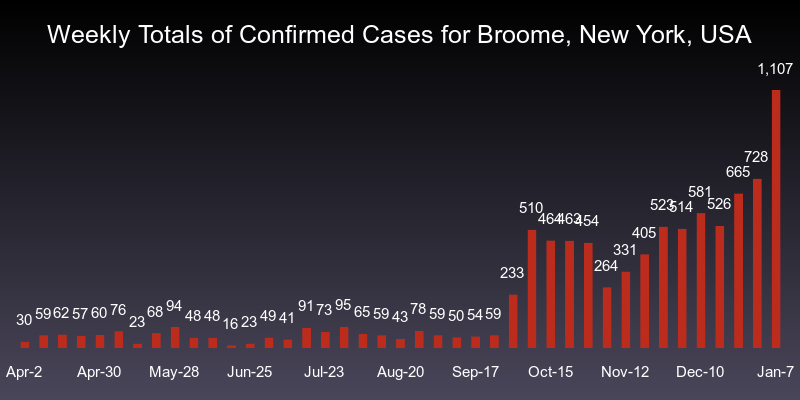 Weekly Totals of Confirmed Cases for Broome, New York, USA
30 59 62 57 60 76 23 68 94 48 48 16 23 49 41 91 73 95 65 59 43 78 59 50 54 59 233 510 464 463 454 264 331 405 523 514 581 526 665 728 1,107
Apr-2 Apr-30 May-28 Jun-25 Jul-23 Aug-20 Sep-17 Oct-15 Nov-12 Dec-10 Jan-7